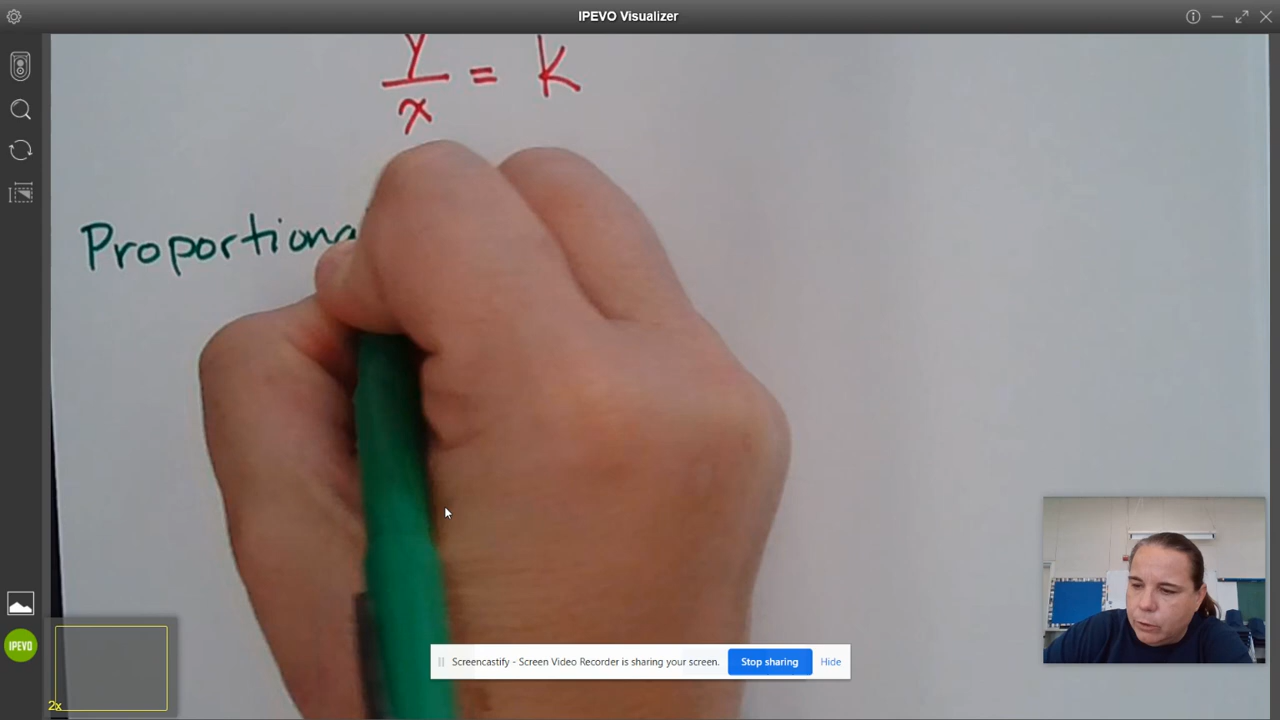 IPEVO Visualizer
y
x = k
Proportiona
IPEVO
2x
Screencastify - Screen Video Recorder is sharing your screen.
Stop sharing
Hide